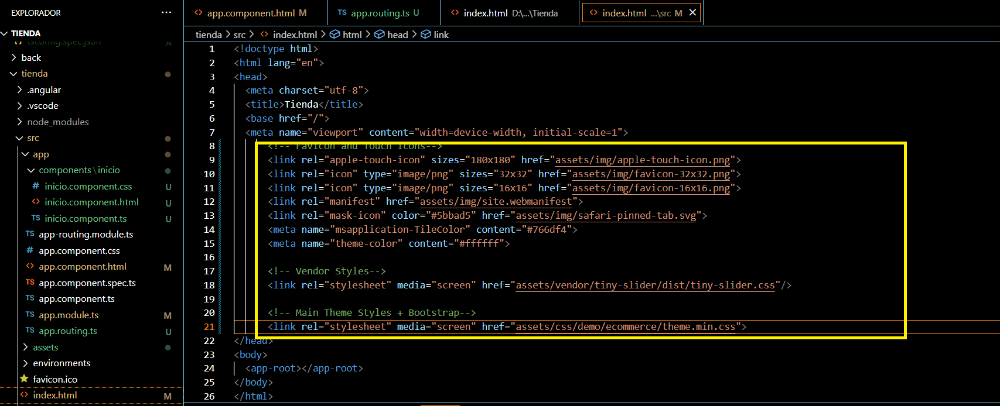 EXPLORADOR ...
TIENDA
tsconfig.spec.json A
back
tienda
.angular
.vscode
node_modules
src
app
components\inicio
# inicio.component.css U
<> inicio.component.html U
TS inicio.component.ts U
TS app-routing.module.ts
# app.component.css
<> app.component.html M
TS app.component.spec.ts
TS app.component.ts
TS app.module.ts M
TS app.routing.ts U
assets
environments
favicon.ico
<> index.html M
<> app.component.html M
TS app.routing.ts U
<> index.html D:\...\Tienda
<> index.html ...\src M
tienda > src > <> index.html > html > head > link
1 <!doctype html>
2 <html lang="en">
3 <head>
4 <meta charset="utf-8">
5 <title>Tienda</title>
6 <base href="/">
7 <meta name="viewport" content="width=device-width, initial-scale=1">
8 <!-- Favicon and Touch Icons-->
9 <link rel="apple-touch-icon" sizes="180x180" href="assets/img/apple-touch-icon.png">
10 <link rel="icon" type="image/png" sizes="32x32" href="assets/img/favicon-32x32.png">
11 <link rel="icon" type="image/png" sizes="16x16" href="assets/img/favicon-16x16.png">
12 <link rel="manifest" href="assets/img/site.webmanifest">
13 <link rel="mask-icon" color="#5bbad5" href="assets/img/safari-pinned-tab.svg">
14 <meta name="msapplication-TileColor" content="#766df4">
15 <meta name="theme-color" content="#ffffff">
16
17 <!-- Vendor Styles-->
18 <link rel="stylesheet" media="screen" href="assets/vendor/tiny-slider/dist/tiny-slider.css"/>
19
20 <!-- Main Theme Styles + Bootstrap-->
21 <link rel="stylesheet" media="screen" href="assets/css/demo/ecommerce/theme.min.css">
22 </head>
23 <body>
24 <app-root></app-root>
25 </body>
26 </html>